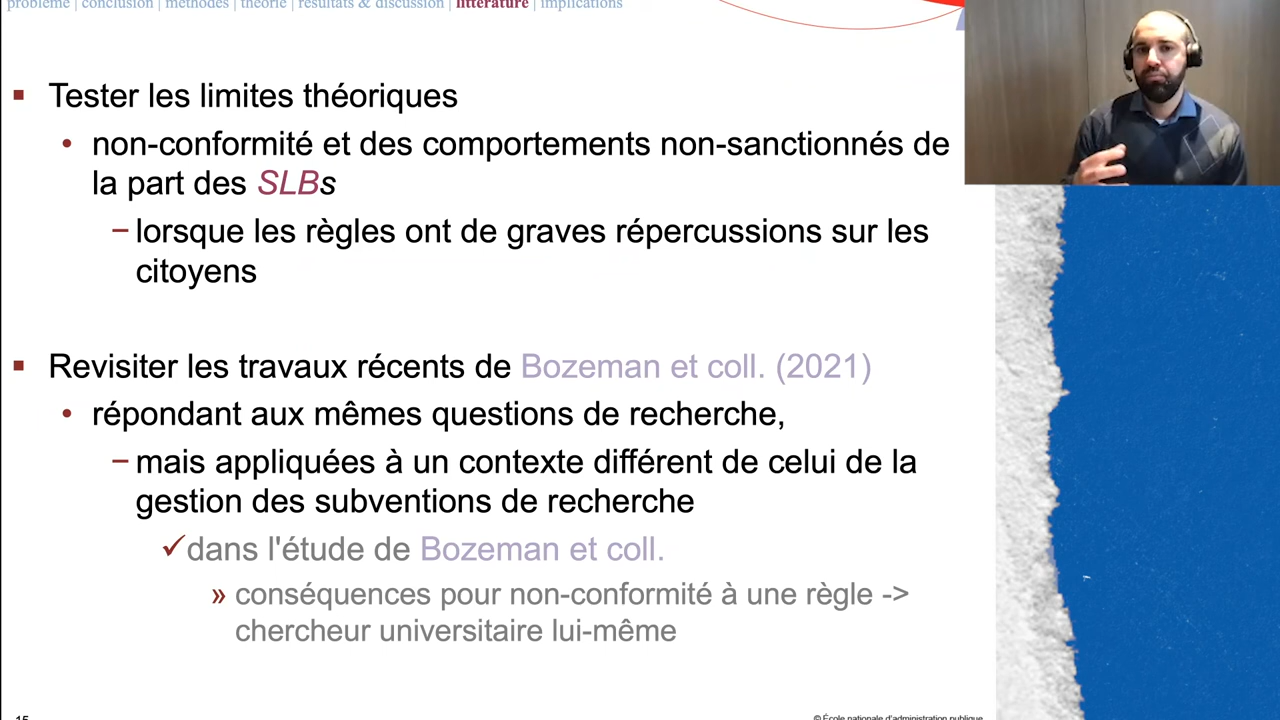 problème | conclusion | méthodes | théorie | résultats & discussion | littérature | implications
▪ Tester les limites théoriques
• non-conformité et des comportements non-sanctionnés de
la part des SLBs
− lorsque les règles ont de graves répercussions sur les
citoyens
▪ Revisiter les travaux récents de Bozeman et coll. (2021)
• répondant aux mêmes questions de recherche,
− mais appliquées à un contexte différent de celui de la
gestion des subventions de recherche
✓dans l'étude de Bozeman et coll.
» conséquences pour non-conformité à une règle ->
chercheur universitaire lui-même
15
© École nationale d'administration publique